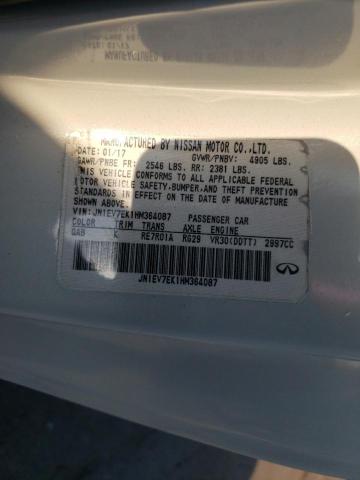 01/17
MANUFACTURED BY NISSAN MOTOR CO.,LTD.
DATE: 01/17 GVWR/PNBV: 4905 LBS.
GAWR/PNBE FR: 2546 LBS. RR: 2381 LBS.
THIS VEHICLE CONFORMS TO ALL APPLICABLE FEDERAL
MOTOR VEHICLE SAFETY,BUMPER,AND THEFT PREVENTION
STANDARDS IN EFFECT ON THE DATE OF MANUFACTURE
SHOWN ABOVE.
VIN:JN1EV7EK1HM364087 PASSENGER CAR
COLOR TRIM TRANS AXLE ENGINE
QAB K RE7R01A RG29 VR30(DDTT) 2997CC
JN1EV7EK1HM364087
INFINITI